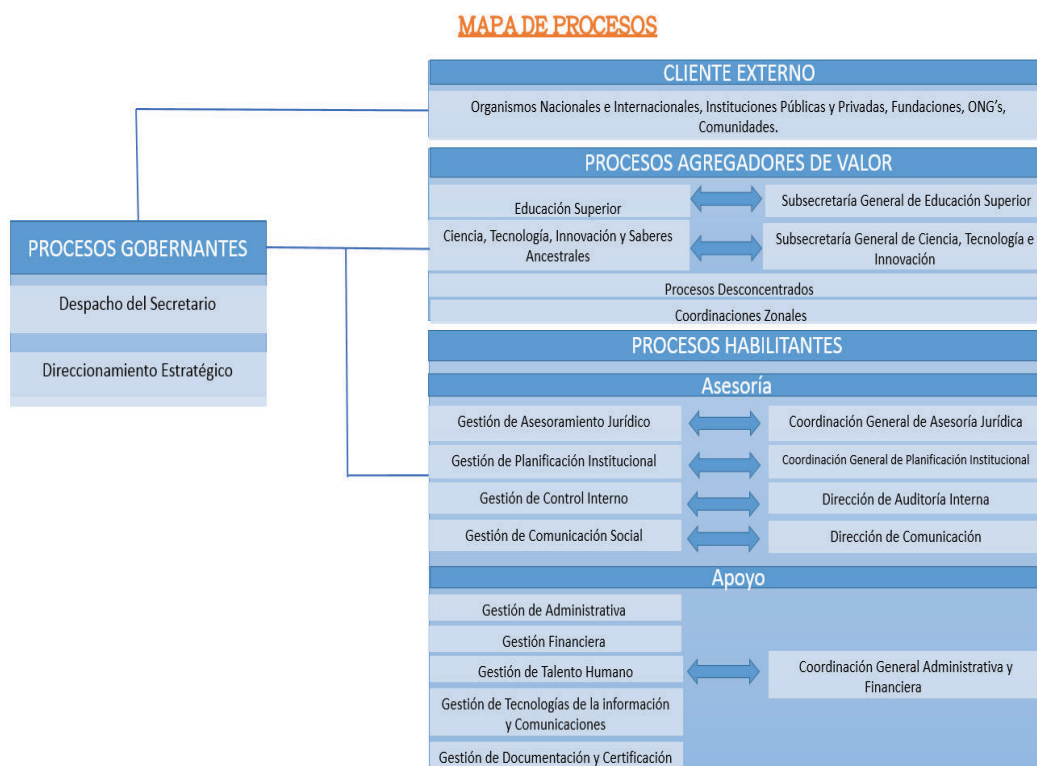 MAPA DE PROCESOS
CLIENTE EXTERNO
Organismos Nacionales e Internacionales, Instituciones Públicas y Privadas, Fundaciones, ONG's,
Comunidades.
PROCESOS AGREGADORES DE VALOR
Educación Superior
Subsecretaría General de Educación Superior
Ciencia, Tecnología, Innovación y Saberes
Ancestrales
Subsecretaría General de Ciencia, Tecnología e
Innovación
Procesos Desconcentrados
Coordinaciones Zonales
PROCESOS GOBERNANTES
Despacho del Secretario
Direccionamiento Estratégico
PROCESOS HABILITANTES
Asesoría
Gestión de Asesoramiento Jurídico
Coordinación General de Asesoría Jurídica
Gestión de Planificación Institucional
Coordinación General de Planificación Institucional
Gestión de Control Interno
Dirección de Auditoría Interna
Gestión de Comunicación Social
Dirección de Comunicación
Apoyo
Gestión de Administrativa
Gestión Financiera
Gestión de Talento Humano
Gestión de Tecnologías de la información
y Comunicaciones
Gestión de Documentación y Certificación
Coordinación General Administrativa y
Financiera